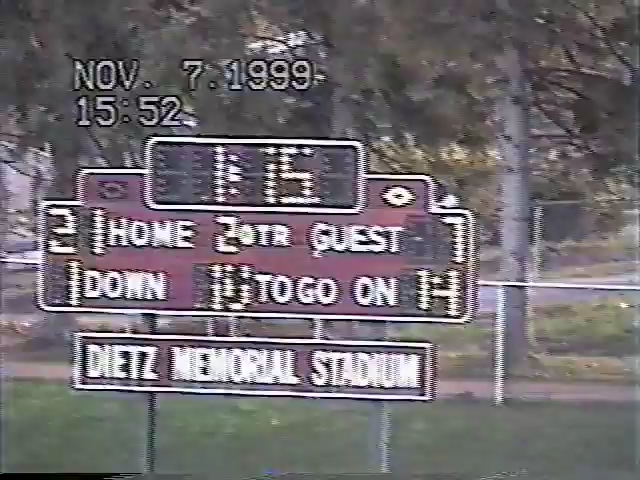 NOV. 7.1999
15:52
1:15
21 HOME 2 QTR GUEST 7
1 DOWN 10 TO GO ON 14
DIETZ MEMORIAL STADIUM